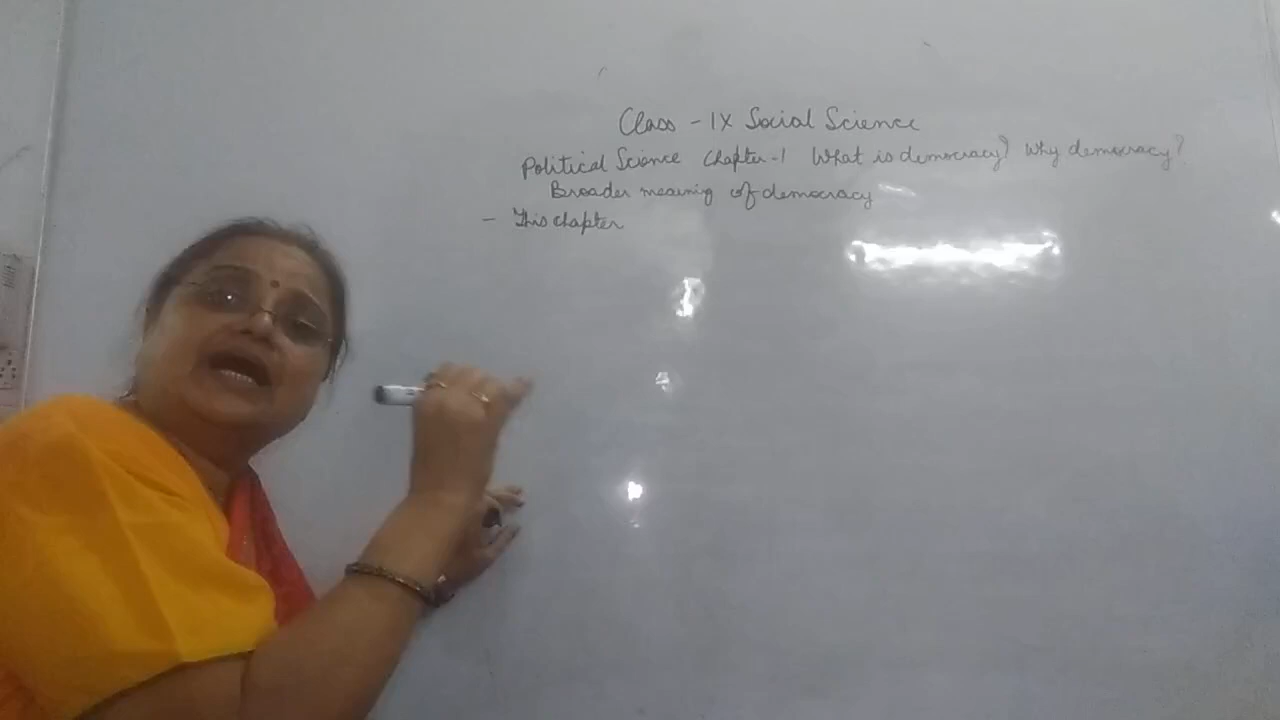 Class - IX Social Science
Political Science Chapter-1 What is democracy? Why democracy?
Broader meaning of democracy
- This chapter